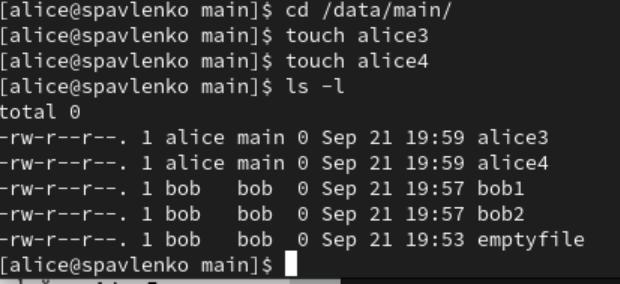 [alice@spavlenko main]$ cd /data/main/
[alice@spavlenko main]$ touch alice3
[alice@spavlenko main]$ touch alice4
[alice@spavlenko main]$ ls -l
total 0
-rw-r--r--. 1 alice main 0 Sep 21 19:59 alice3
-rw-r--r--. 1 alice main 0 Sep 21 19:59 alice4
-rw-r--r--. 1 bob   bob  0 Sep 21 19:57 bob1
-rw-r--r--. 1 bob   bob  0 Sep 21 19:57 bob2
-rw-r--r--. 1 bob   bob  0 Sep 21 19:53 emptyfile
[alice@spavlenko main]$